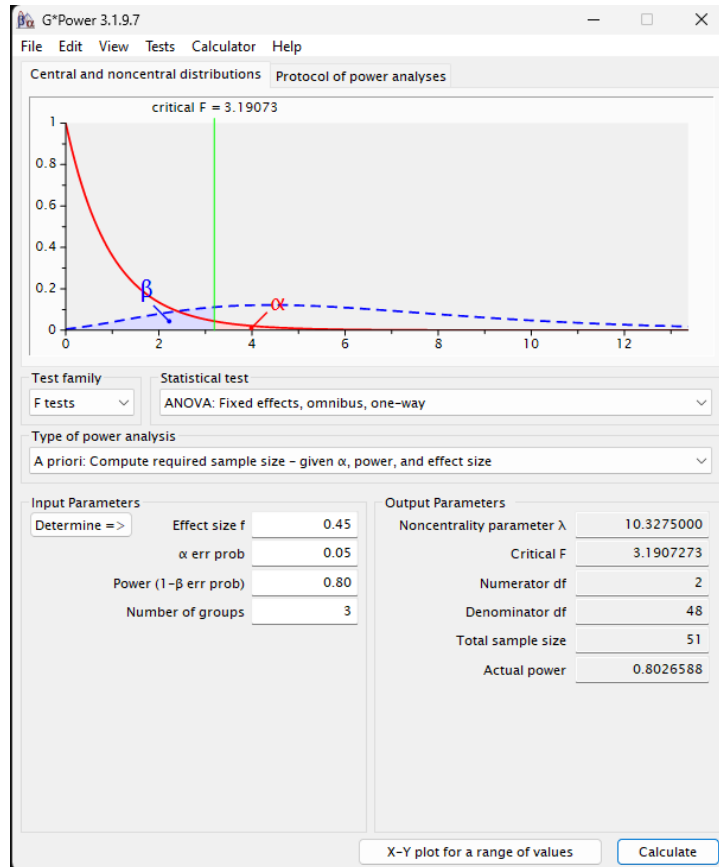 G*Power 3.1.9.7
File Edit View Tests Calculator Help
Central and noncentral distributions Protocol of power analyses
critical F = 3.19073
1
0.8
0.6
0.4
0.2
0
β
α
0 2 4 6 8 10 12
Test family Statistical test
F tests ANOVA: Fixed effects, omnibus, one-way
Type of power analysis
A priori: Compute required sample size - given α, power, and effect size
Input Parameters Output Parameters
Determine => Effect size f 0.45 Noncentrality parameter λ 10.3275000
α err prob 0.05 Critical F 3.1907273
Power (1-β err prob) 0.80 Numerator df 2
Number of groups 3 Denominator df 48
Total sample size 51
Actual power 0.8026588
X-Y plot for a range of values Calculate